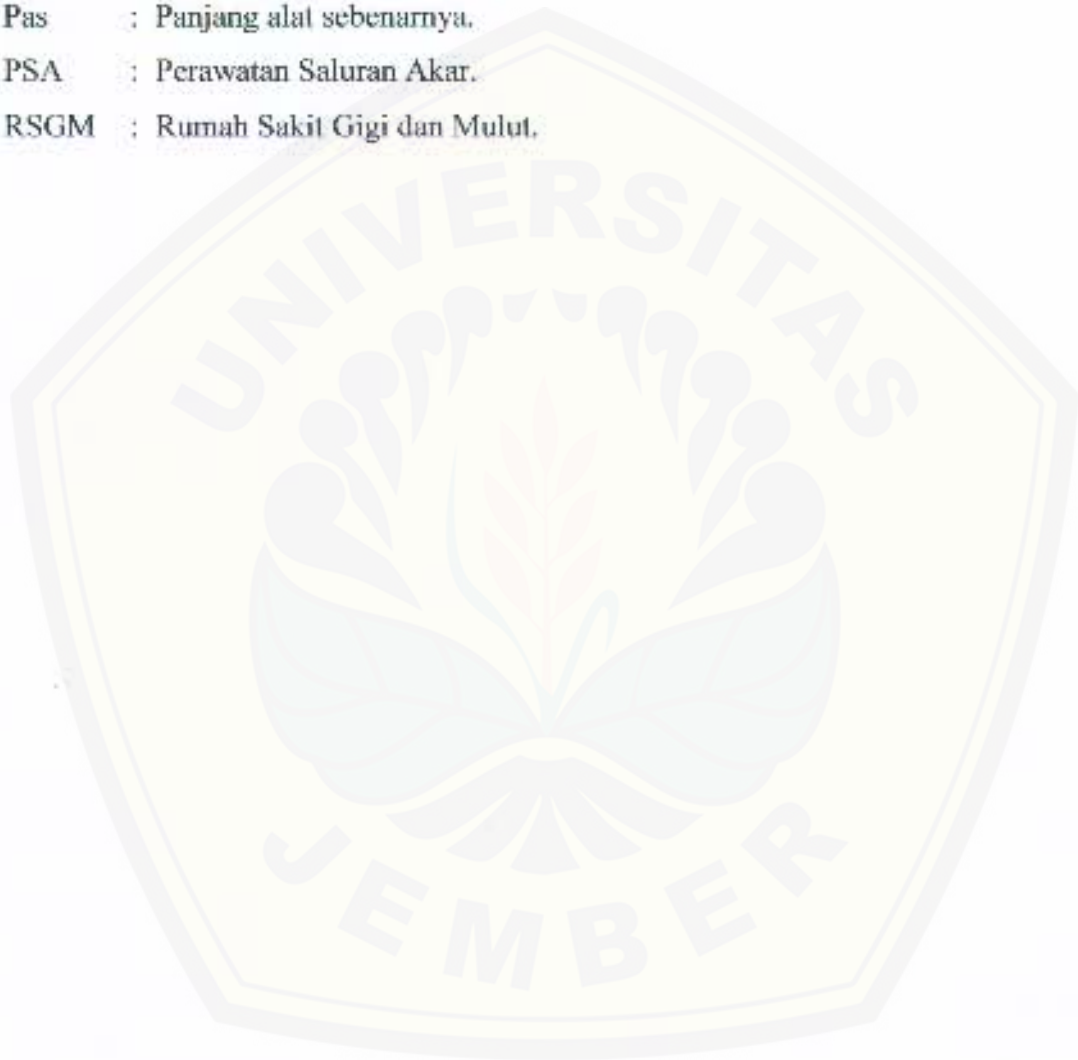 Pas : Panjang alat sebenarnya.
PSA : Perawatan Saluran Akar.
RSGM : Rumah Sakit Gigi dan Mulut.
UNIVERSITAS
JEMBER